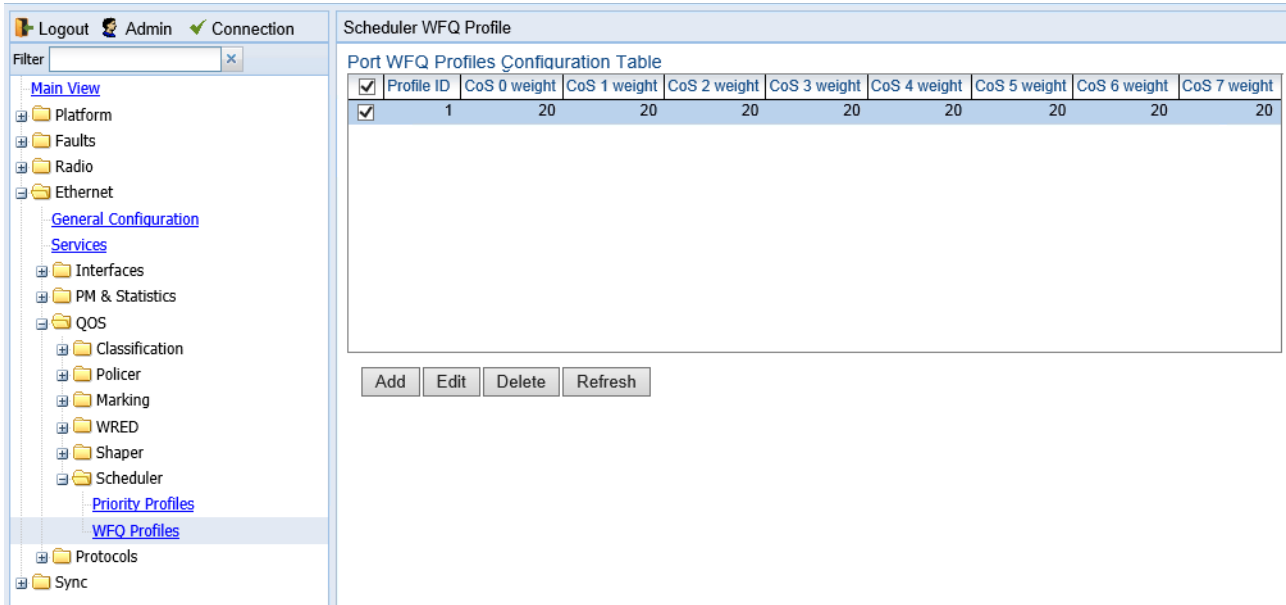 Logout Admin Connection
Filter
Main View
Platform
Faults
Radio
Ethernet
General Configuration
Services
Interfaces
PM & Statistics
QOS
Classification
Policer
Marking
WRED
Shaper
Scheduler
Priority Profiles
WFQ Profiles
Protocols
Sync
Scheduler WFQ Profile
Port WFQ Profiles Configuration Table
Profile ID CoS 0 weight CoS 1 weight CoS 2 weight CoS 3 weight CoS 4 weight CoS 5 weight CoS 6 weight CoS 7 weight
1 20 20 20 20 20 20 20 20
Add Edit Delete Refresh